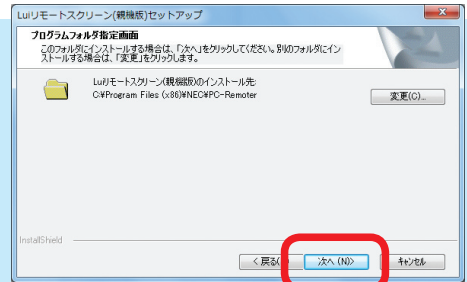 Luiリモートスクリーン(親機版)セットアップ
プログラムフォルダ指定画面
このフォルダにインストールする場合は、「次へ」をクリックしてください。別のフォルダにイン
ストールする場合は、「変更」をクリックします。
Luiリモートスクリーン(親機版)のインストール先:
C:¥Program Files (x86)¥NEC¥PC-Remoter
変更(C)...
InstallShield
< 戻る(
次へ (N)>
キャンセル